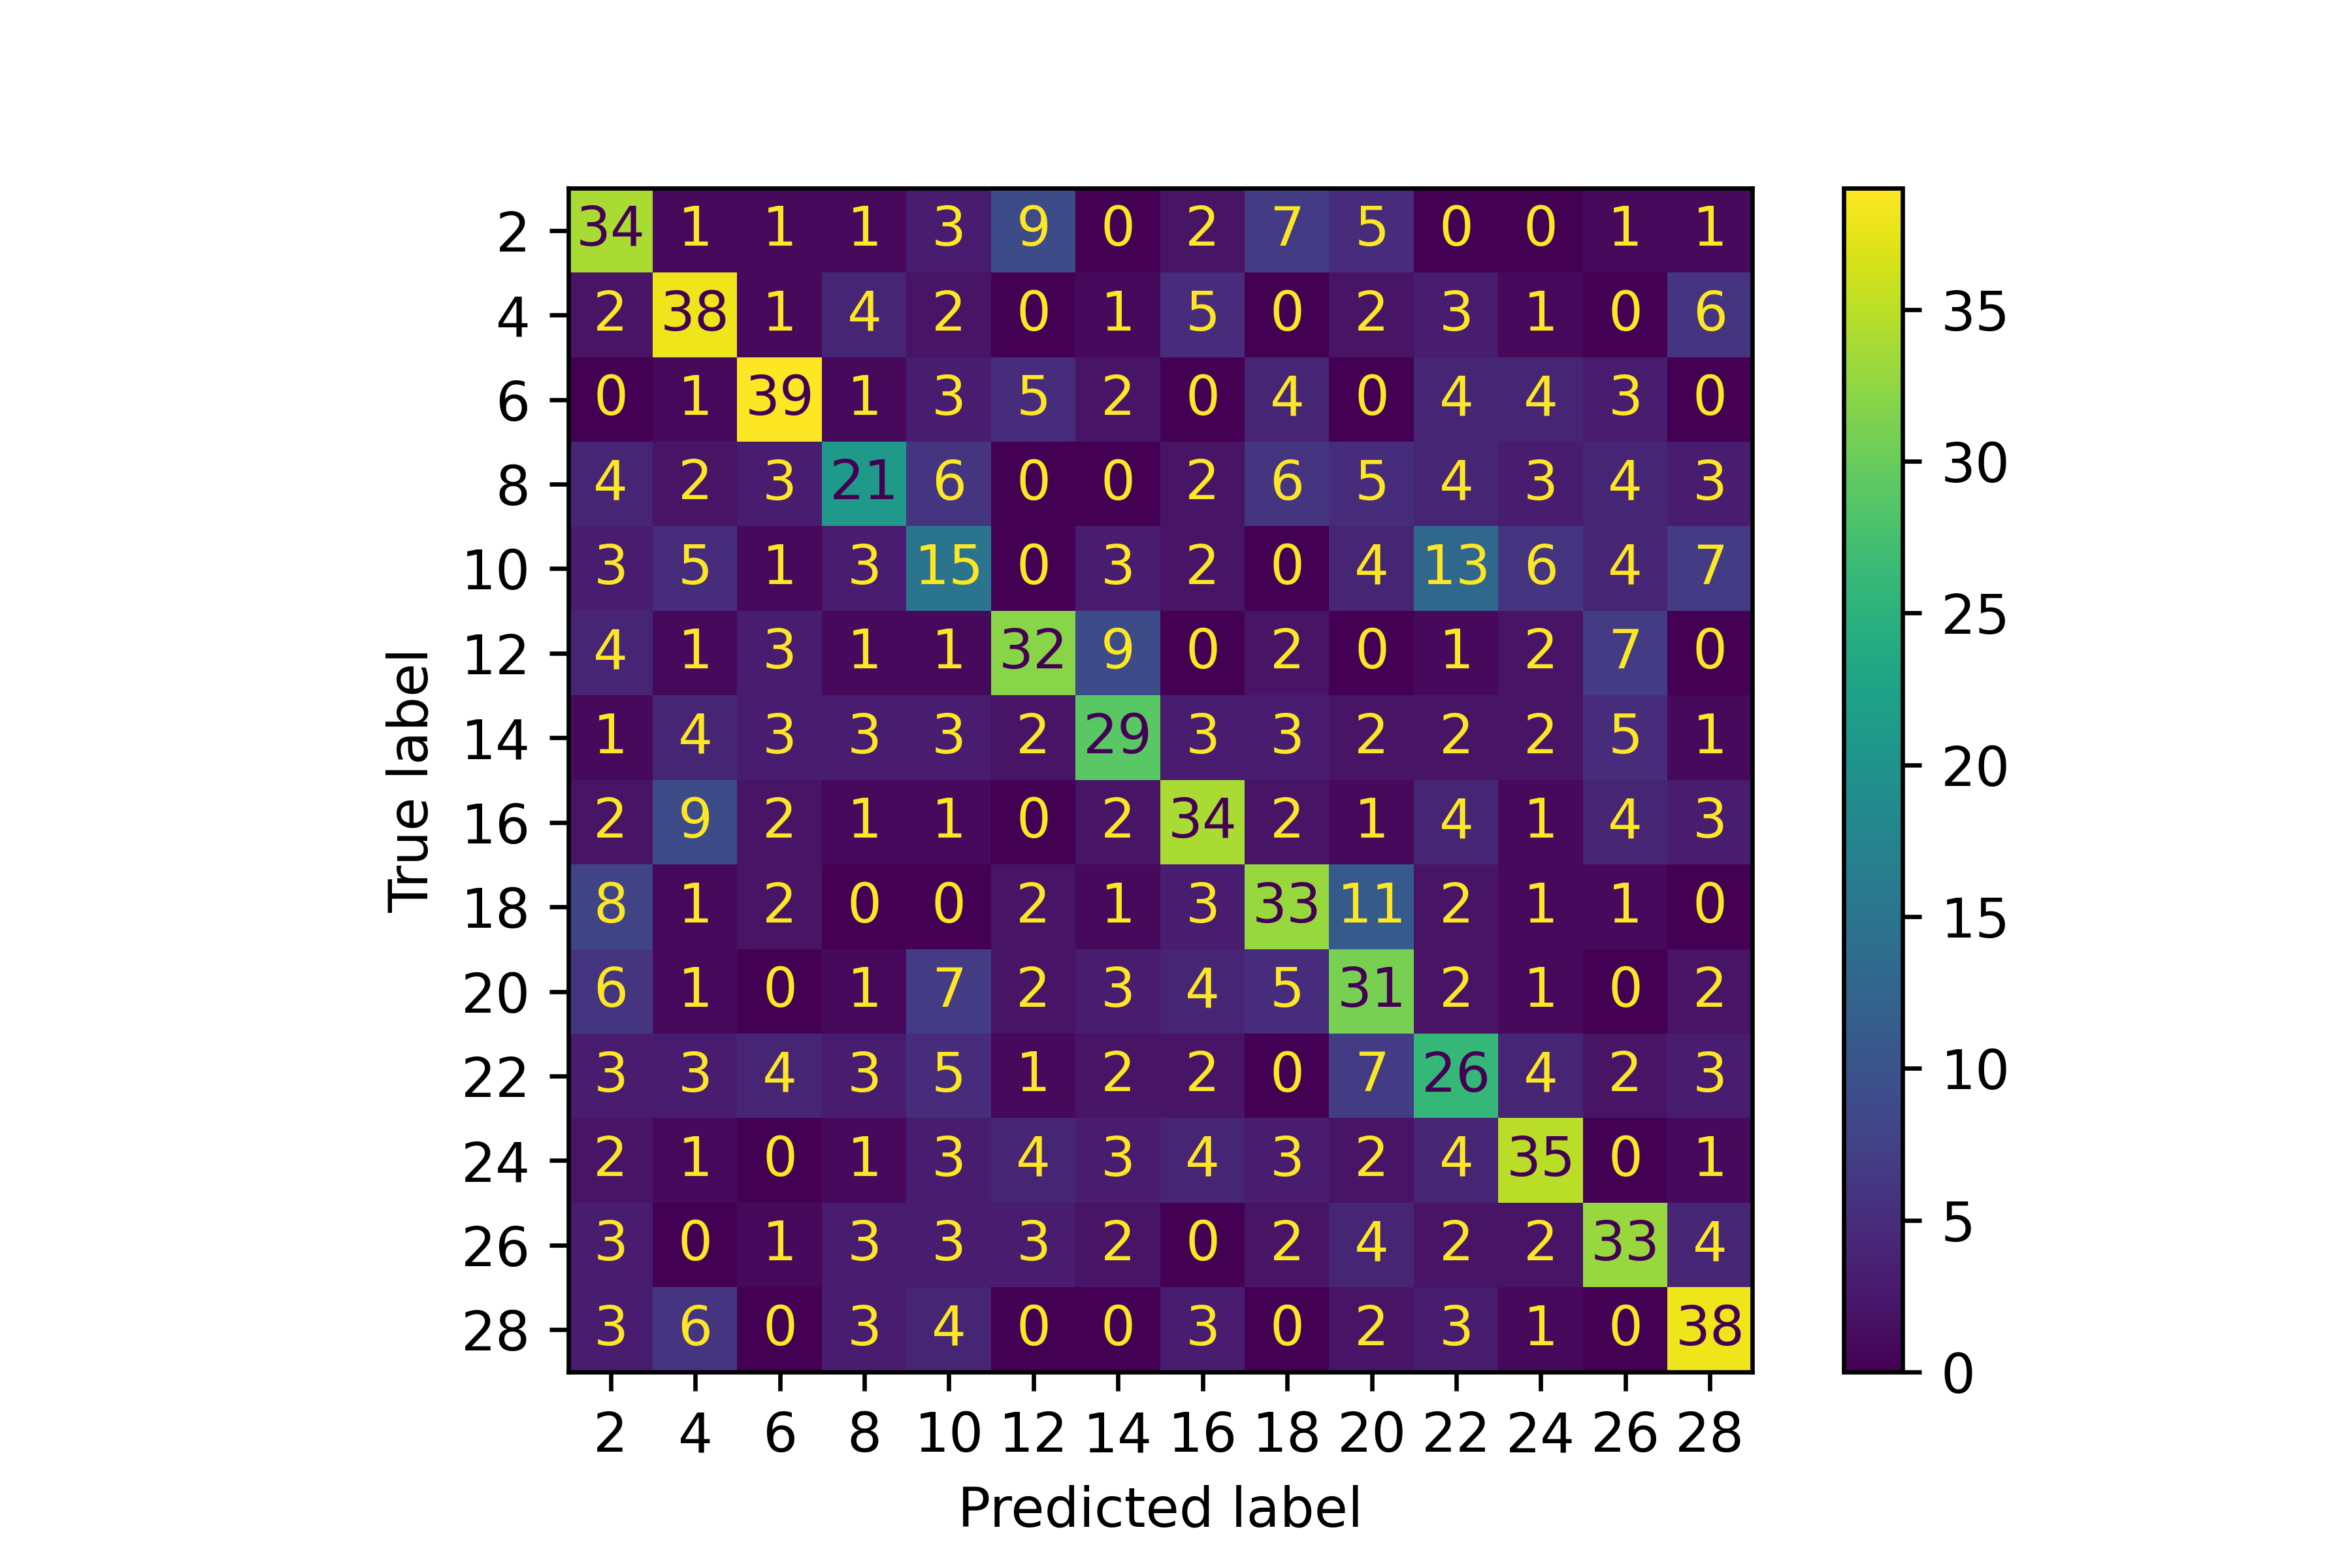 2 34 1 1 1 3 9 0 2 7 5 0 0 1 1
4 2 38 1 4 2 0 1 5 0 2 3 1 0 6
6 0 1 39 1 3 5 2 0 4 0 4 4 3 0
8 4 2 3 21 6 0 0 2 6 5 4 3 4 3
10 3 5 1 3 15 0 3 2 0 4 13 6 4 7
12 4 1 3 1 1 32 9 0 2 0 1 2 7 0
14 1 4 3 3 3 2 29 3 3 2 2 2 5 1
16 2 9 2 1 1 0 2 34 2 1 4 1 4 3
18 8 1 2 0 0 2 1 3 33 11 2 1 1 0
20 6 1 0 1 7 2 3 4 5 31 2 1 0 2
22 3 3 4 3 5 1 2 2 0 7 26 4 2 3
24 2 1 0 1 3 4 3 4 3 2 4 35 0 1
26 3 0 1 3 3 3 2 0 2 4 2 2 33 4
28 3 6 0 3 4 0 0 3 0 2 3 1 0 38
2 4 6 8 10 12 14 16 18 20 22 24 26 28
Predicted label
True label
35
30
25
20
15
10
5
0